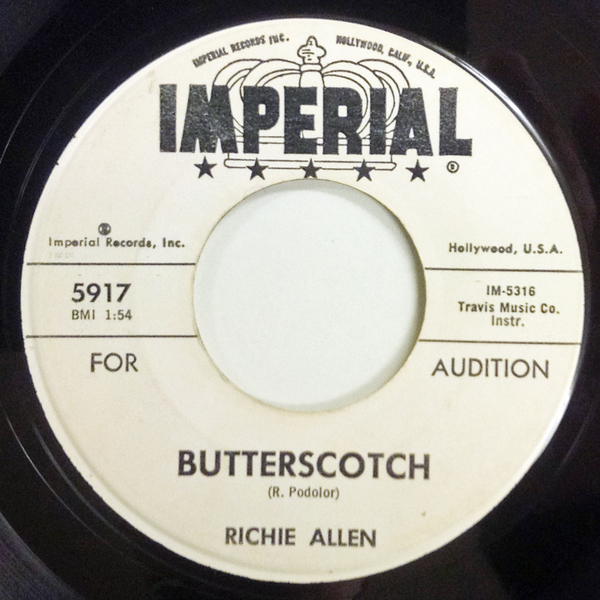 IMPERIAL RECORDS INC. HOLLYWOOD, CALIF., U.S.A.
IMPERIAL
®
Imperial Records, Inc.
Hollywood, U.S.A.
5917
BMI 1:54
IM-5316
Travis Music Co.
Instr.
FOR AUDITION
BUTTERSCOTCH
(R. Podolor)
RICHIE ALLEN